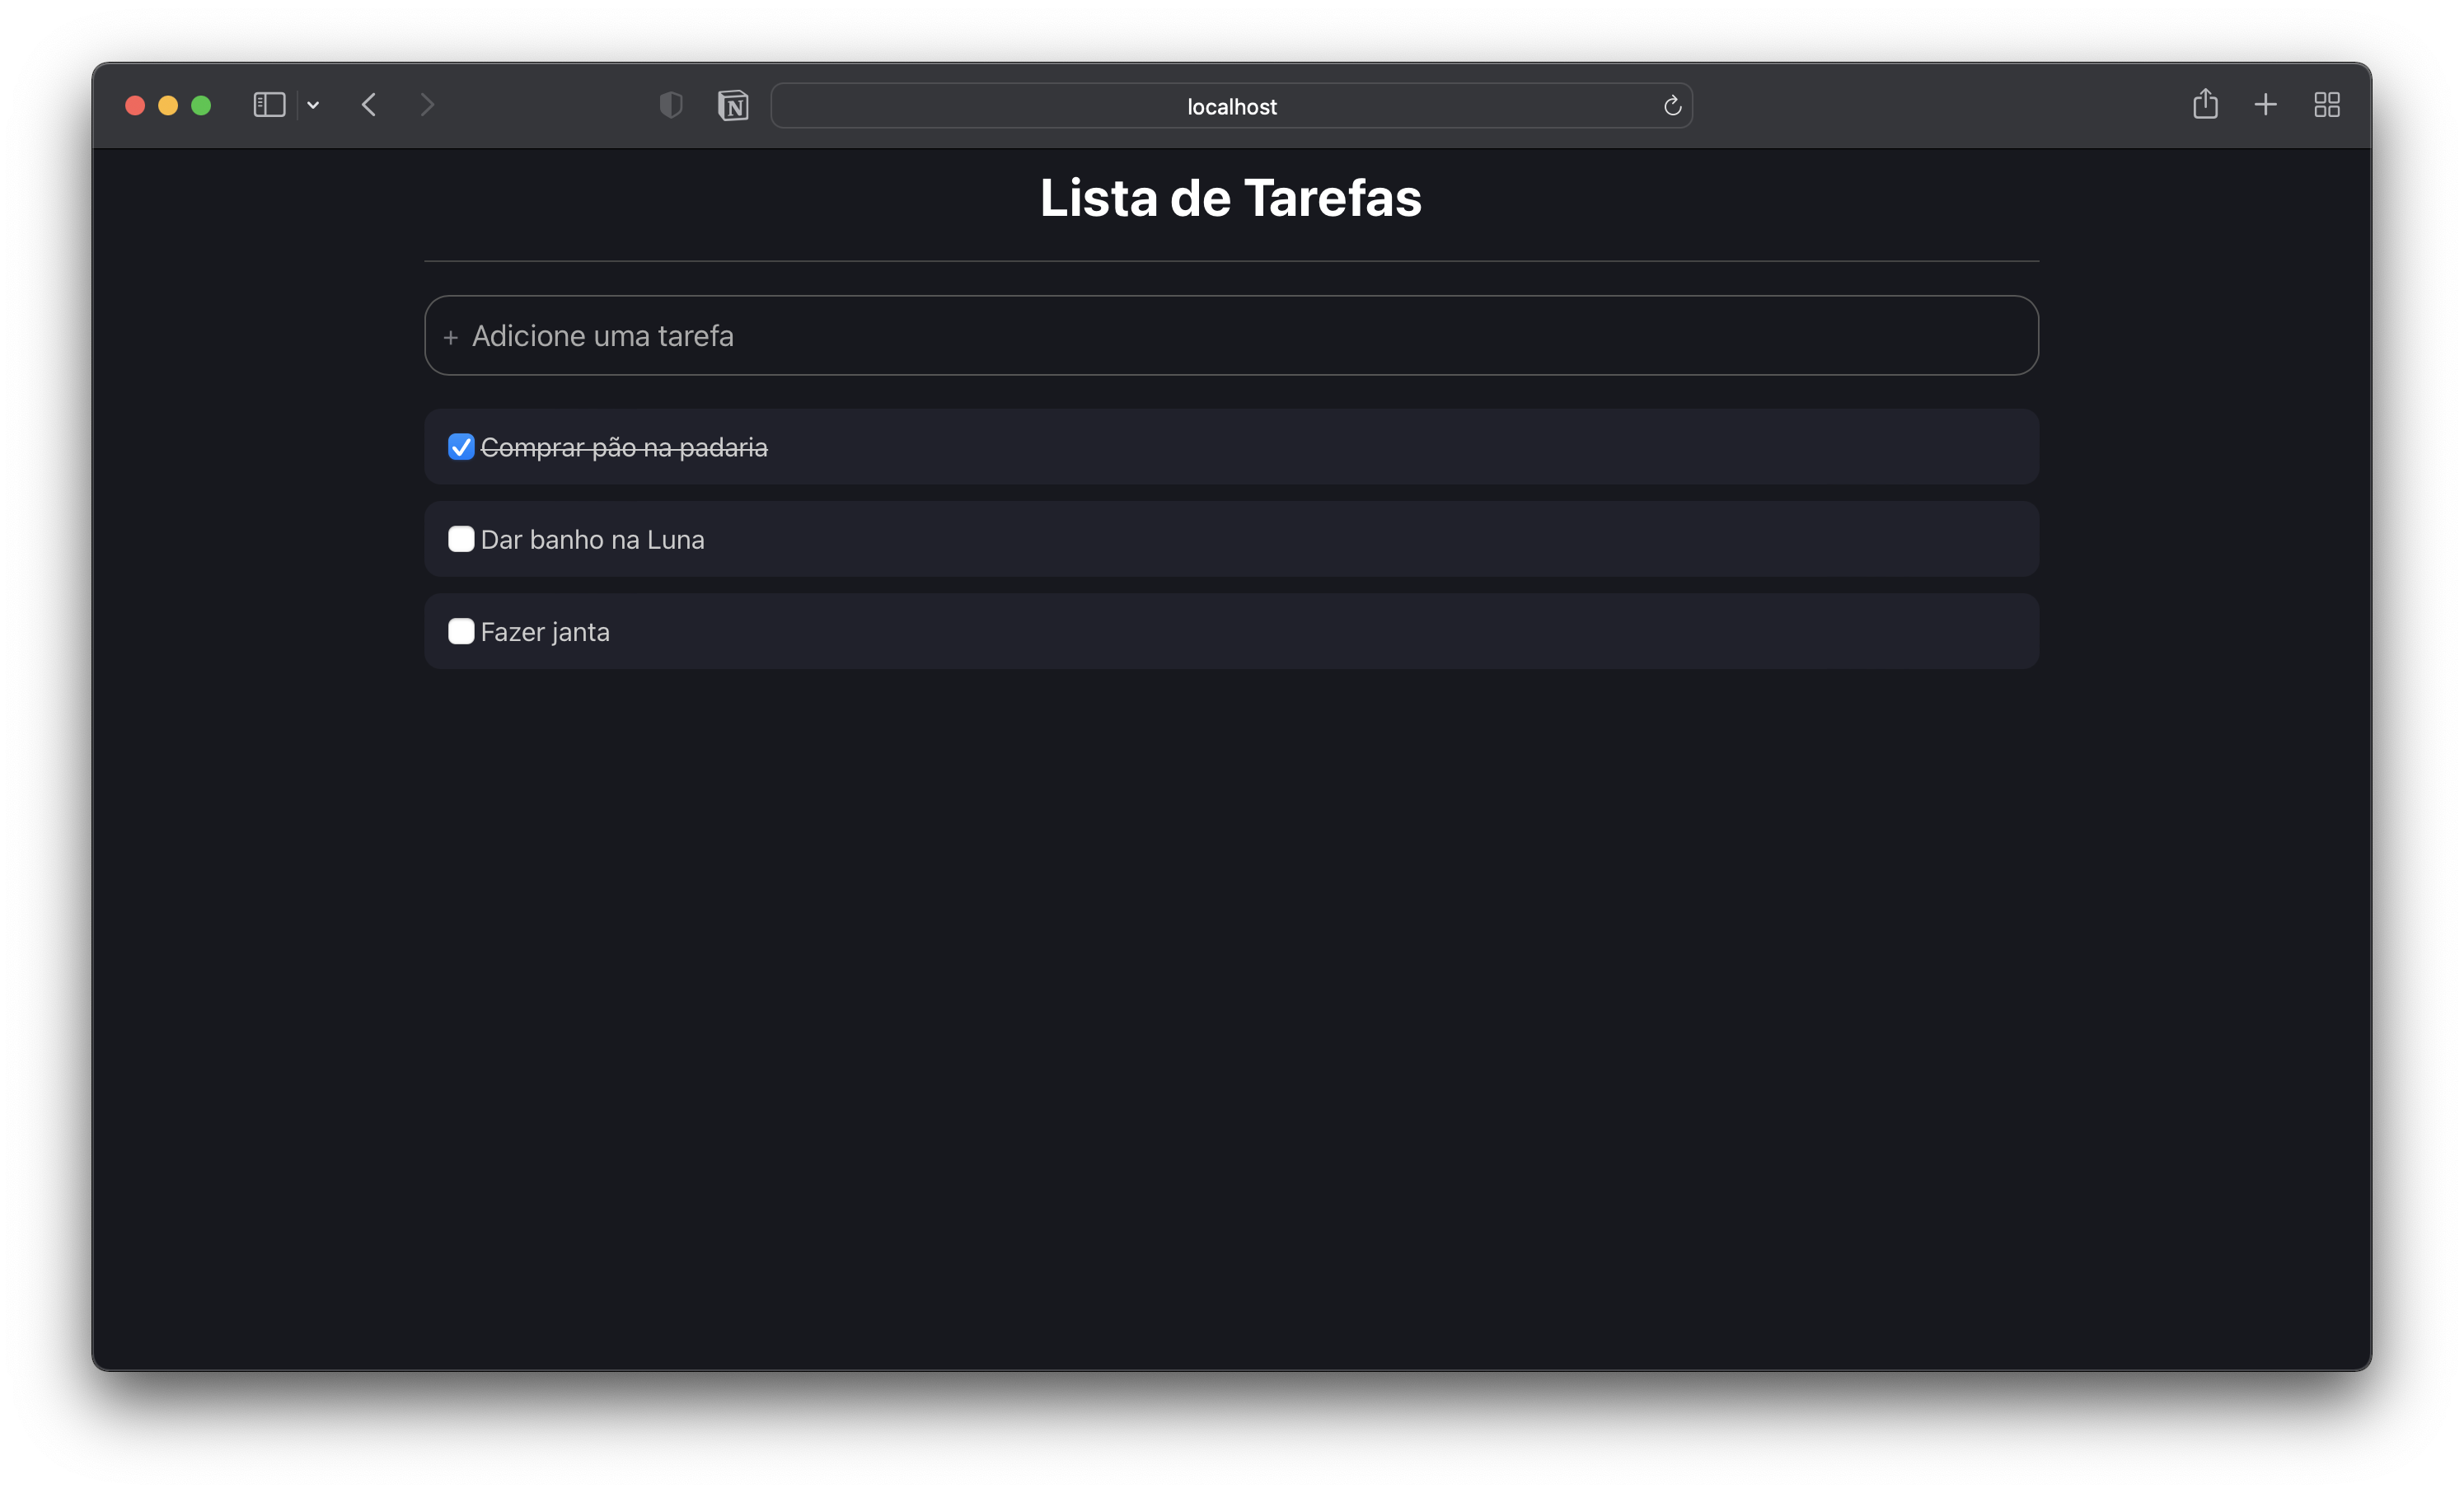 localhost
Lista de Tarefas
+ Adicione uma tarefa
Comprar pão na padaria
Dar banho na Luna
Fazer janta